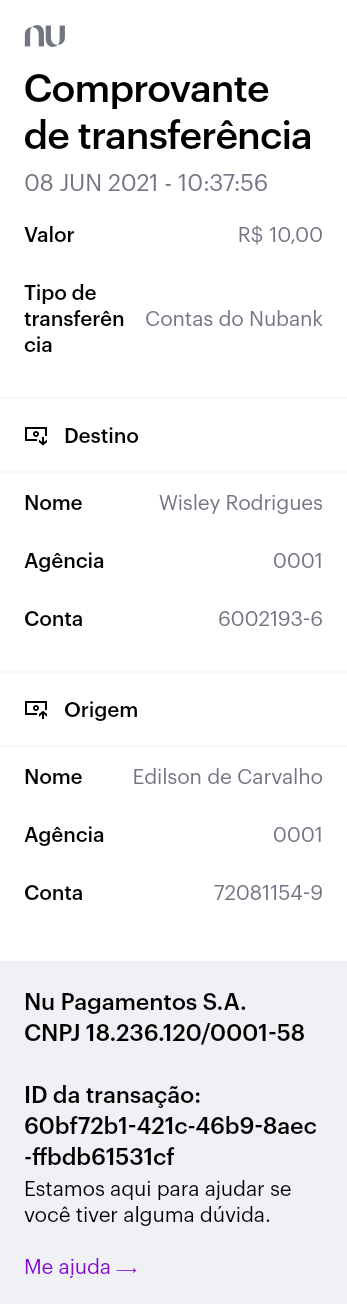 nu
Comprovante
de transferência
08 JUN 2021 - 10:37:56
Valor R$ 10,00
Tipo de
transferên Contas do Nubank
cia
Destino
Nome Wisley Rodrigues
Agência 0001
Conta 6002193-6
Origem
Nome Edilson de Carvalho
Agência 0001
Conta 72081154-9
Nu Pagamentos S.A.
CNPJ 18.236.120/0001-58
ID da transação:
60bf72b1-421c-46b9-8aec
-ffbdb61531cf
Estamos aqui para ajudar se
você tiver alguma dúvida.
Me ajuda →